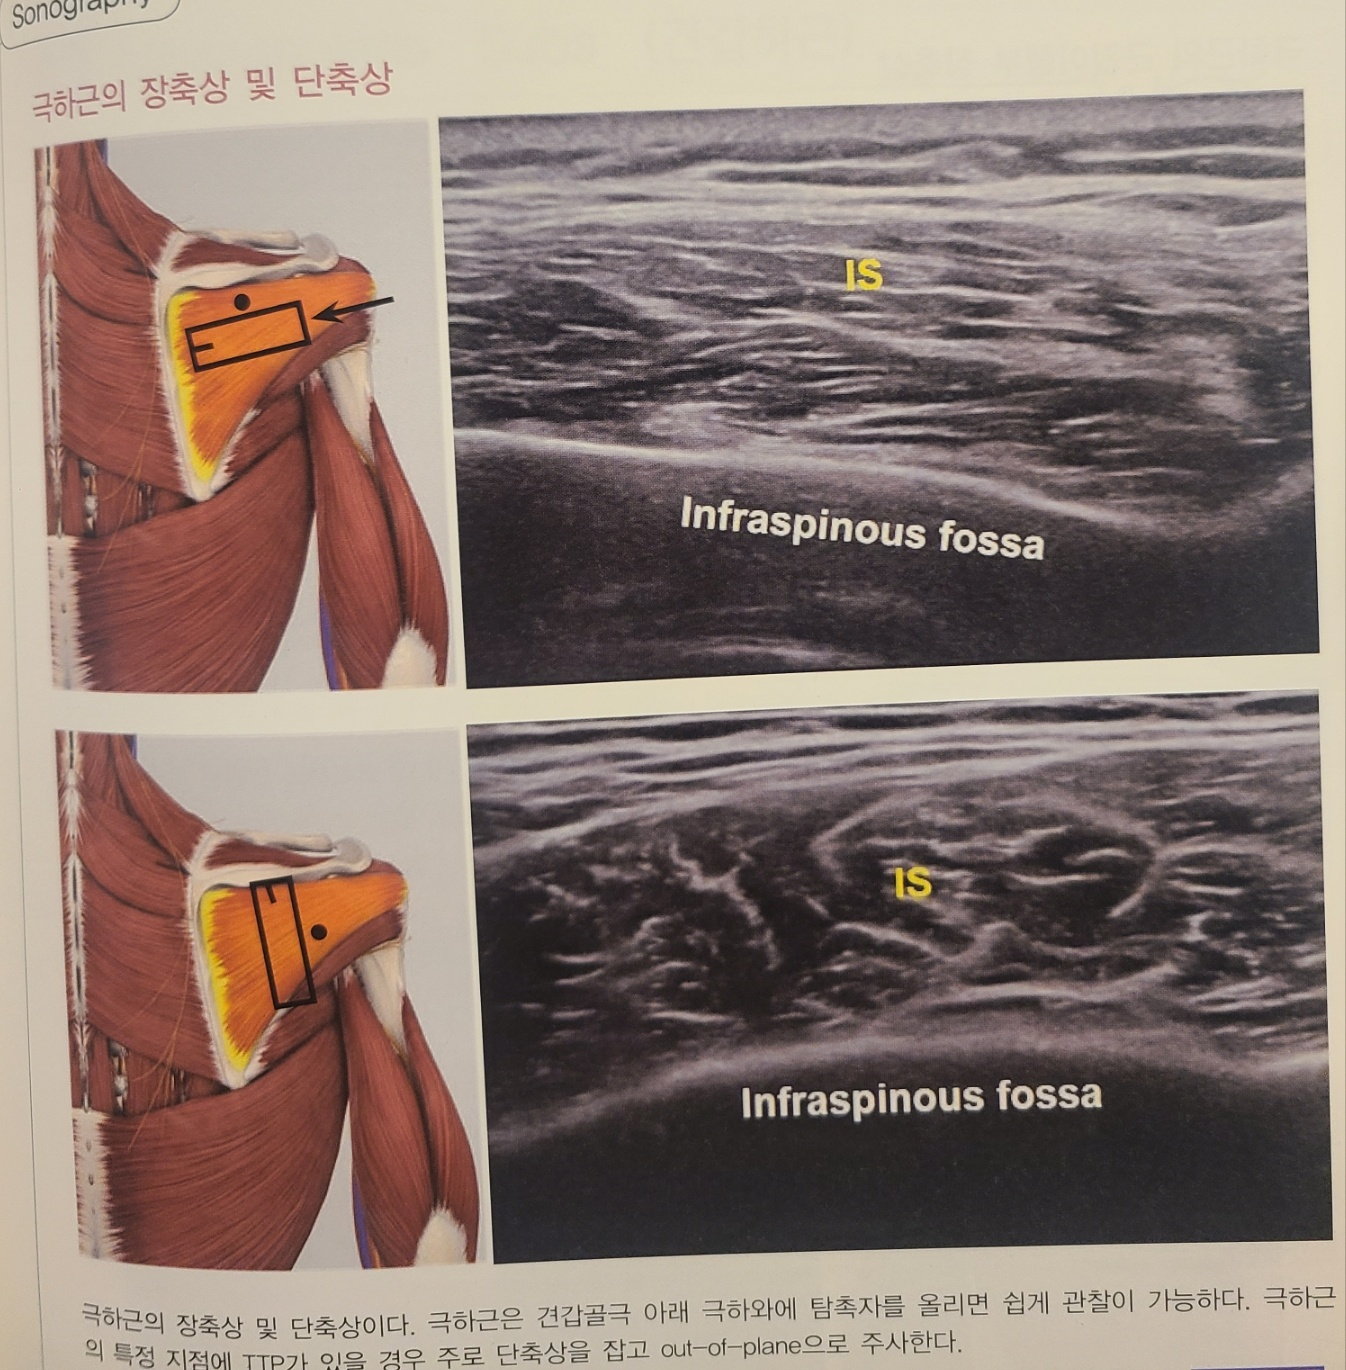 Sonography
극하근의 장축상 및 단축상
IS
Infraspinous fossa
IS
Infraspinous fossa
극하근의 장축상 및 단축상이다. 극하근은 견갑골극 아래 극하와에 탐촉자를 올리면 쉽게 관찰이 가능하다. 극하근
의 특정 지점에 TTP가 있을 경우 주로 단축상을 잡고 out-of-plane으로 주사한다.